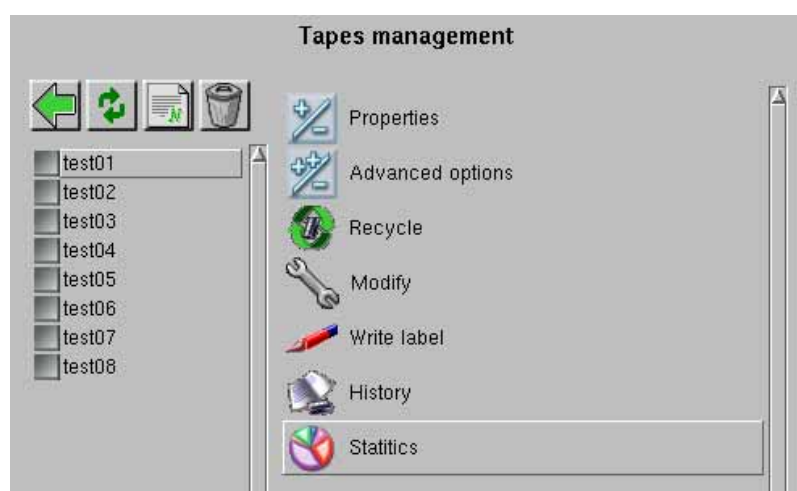 Tapes management
test01
test02
test03
test04
test05
test06
test07
test08
Properties
Advanced options
Recycle
Modify
Write label
History
Statitics